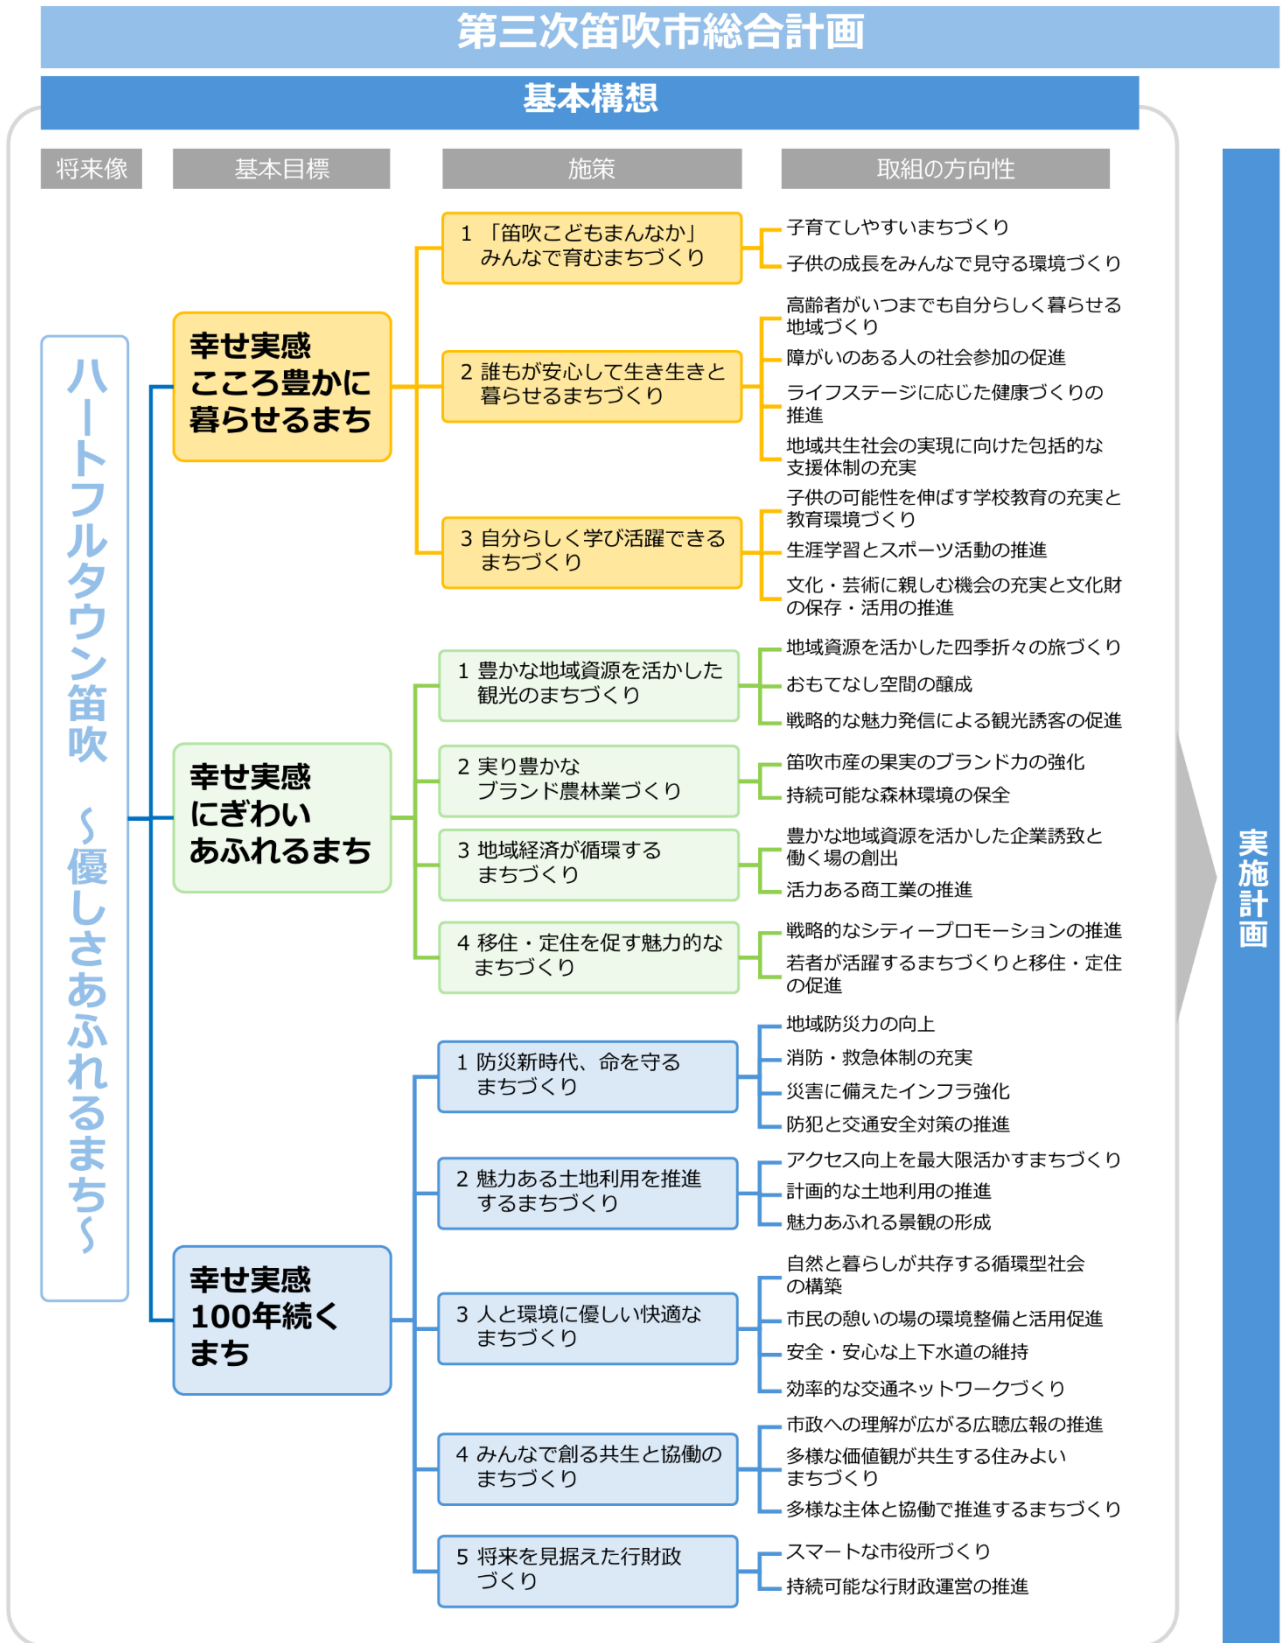 第三次笛吹市総合計画
基本構想
将来像
基本目標
施策
取組の方向性
ハートフルタウン笛吹　～優しさあふれるまち～
幸せ実感
こころ豊かに
暮らせるまち
1 「笛吹こどもまんなか」
みんなで育むまちづくり
子育てしやすいまちづくり
子供の成長をみんなで見守る環境づくり
2 誰もが安心して生き生きと
暮らせるまちづくり
高齢者がいつまでも自分らしく暮らせる
地域づくり
障がいのある人の社会参加の促進
ライフステージに応じた健康づくりの
推進
地域共生社会の実現に向けた包括的な
支援体制の充実
3 自分らしく学び活躍できる
まちづくり
子供の可能性を伸ばす学校教育の充実と
教育環境づくり
生涯学習とスポーツ活動の推進
文化・芸術に親しむ機会の充実と文化財
の保存・活用の推進
幸せ実感
にぎわい
あふれるまち
1 豊かな地域資源を活かした
観光のまちづくり
地域資源を活かした四季折々の旅づくり
おもてなし空間の醸成
戦略的な魅力発信による観光誘客の促進
2 実り豊かな
ブランド農林業づくり
笛吹市産の果実のブランド力の強化
持続可能な森林環境の保全
3 地域経済が循環する
まちづくり
豊かな地域資源を活かした企業誘致と
働く場の創出
活力ある商工業の推進
4 移住・定住を促す魅力的な
まちづくり
戦略的なシティープロモーションの推進
若者が活躍するまちづくりと移住・定住
の促進
幸せ実感
100年続く
まち
1 防災新時代、命を守る
まちづくり
地域防災力の向上
消防・救急体制の充実
災害に備えたインフラ強化
防犯と交通安全対策の推進
2 魅力ある土地利用を推進
するまちづくり
アクセス向上を最大限活かすまちづくり
計画的な土地利用の推進
魅力あふれる景観の形成
3 人と環境に優しい快適な
まちづくり
自然と暮らしが共存する循環型社会
の構築
市民の憩いの場の環境整備と活用促進
安全・安心な上下水道の維持
効率的な交通ネットワークづくり
4 みんなで創る共生と協働の
まちづくり
市政への理解が広がる広聴広報の推進
多様な価値観が共生する住みよい
まちづくり
多様な主体と協働で推進するまちづくり
5 将来を見据えた行財政
づくり
スマートな市役所づくり
持続可能な行財政運営の推進
実施計画